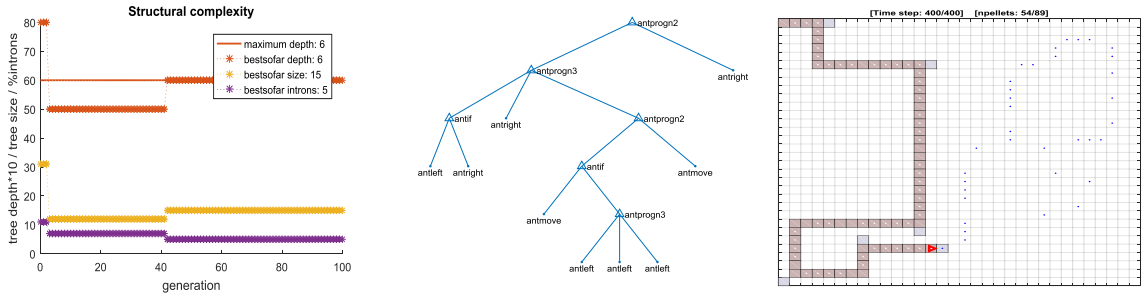 Structural complexity
tree depth*10 / tree size / %introns
80
70
60
50
40
30
20
10
0
0 20 40 60 80 100
generation
maximum depth: 6
bestsofar depth: 6
bestsofar size: 15
bestsofar introns: 5
antprogn2
antprogn3
antright
antif
antright
antprogn2
antleft
antright
antif
antmove
antmove
antprogn3
antleft
antleft
antleft
[Time step: 400/400] [npellets: 54/89]